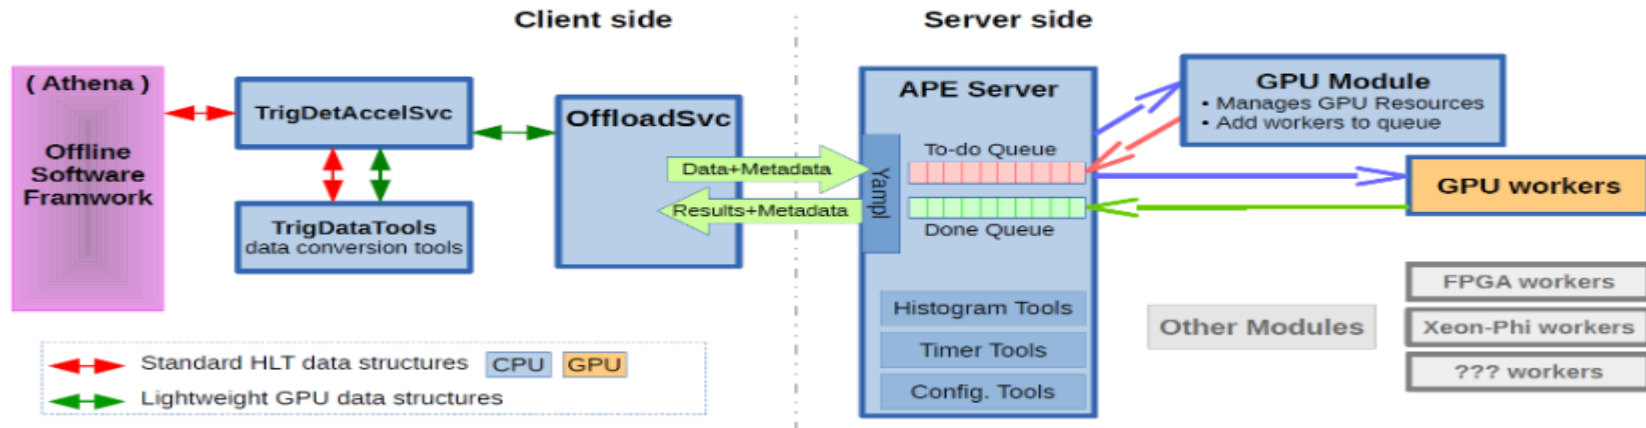 Client side
Server side
( Athena )
Offline
Software
Framwork
TrigDetAccelSvc
TrigDataTools
data conversion tools
OffloadSvc
Data+Metadata
Results+Metadata
APE Server
Yampl
To-do Queue
Done Queue
Histogram Tools
Timer Tools
Config. Tools
GPU Module
• Manages GPU Resources
• Add workers to queue
GPU workers
Other Modules
FPGA workers
Xeon-Phi workers
??? workers
Standard HLT data structures CPU GPU
Lightweight GPU data structures